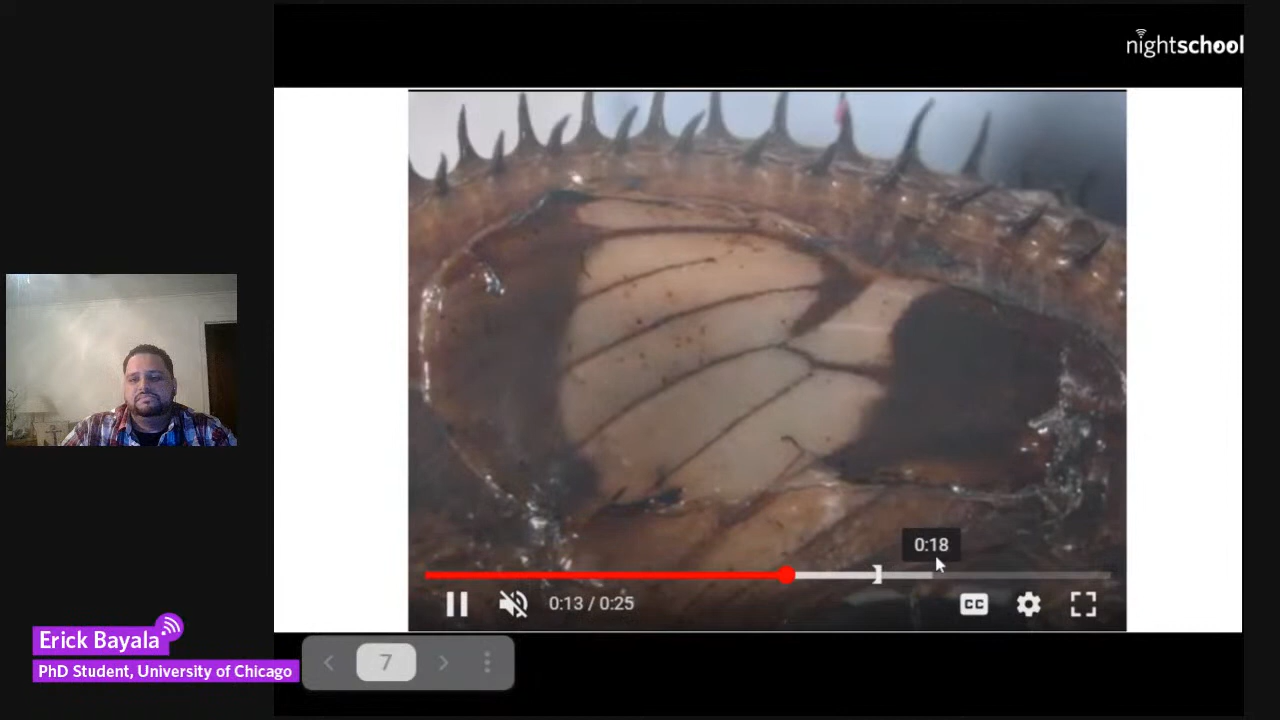 nightschool
0:18
0:13 / 0:25
CC
Erick Bayala
PhD Student, University of Chicago
7